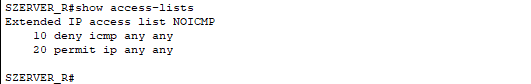 SZERVER_R#show access-lists
Extended IP access list NOICMP
10 deny icmp any any
20 permit ip any any
SZERVER_R#